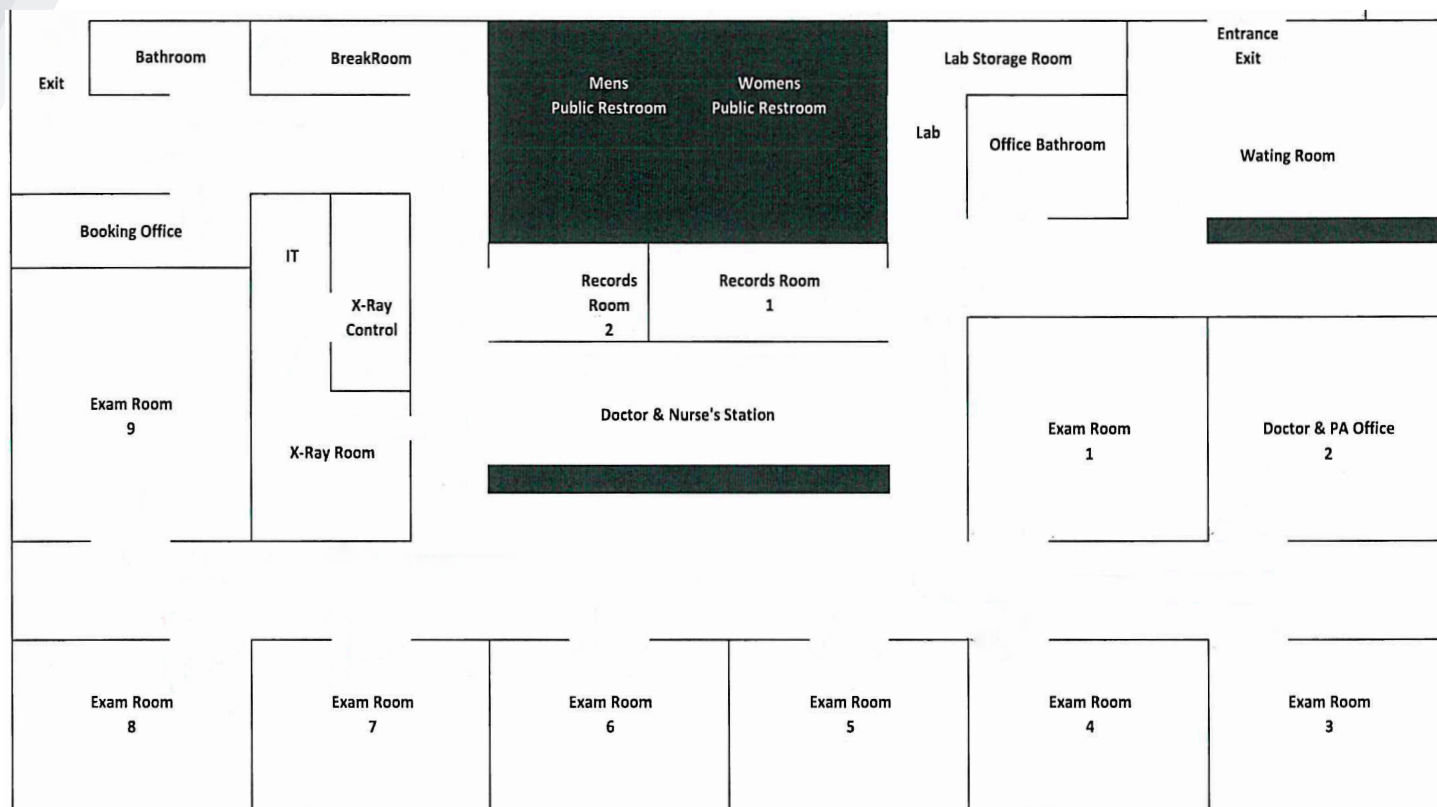 Exit
Bathroom
BreakRoom
Mens
Public Restroom
Womens
Public Restroom
Lab Storage Room
Entrance
Exit
Lab
Office Bathroom
Wating Room
Booking Office
IT
X-Ray
Control
Records
Room
2
Records Room
1
Exam Room
9
X-Ray Room
Doctor & Nurse's Station
Exam Room
1
Doctor & PA Office
2
Exam Room
8
Exam Room
7
Exam Room
6
Exam Room
5
Exam Room
4
Exam Room
3